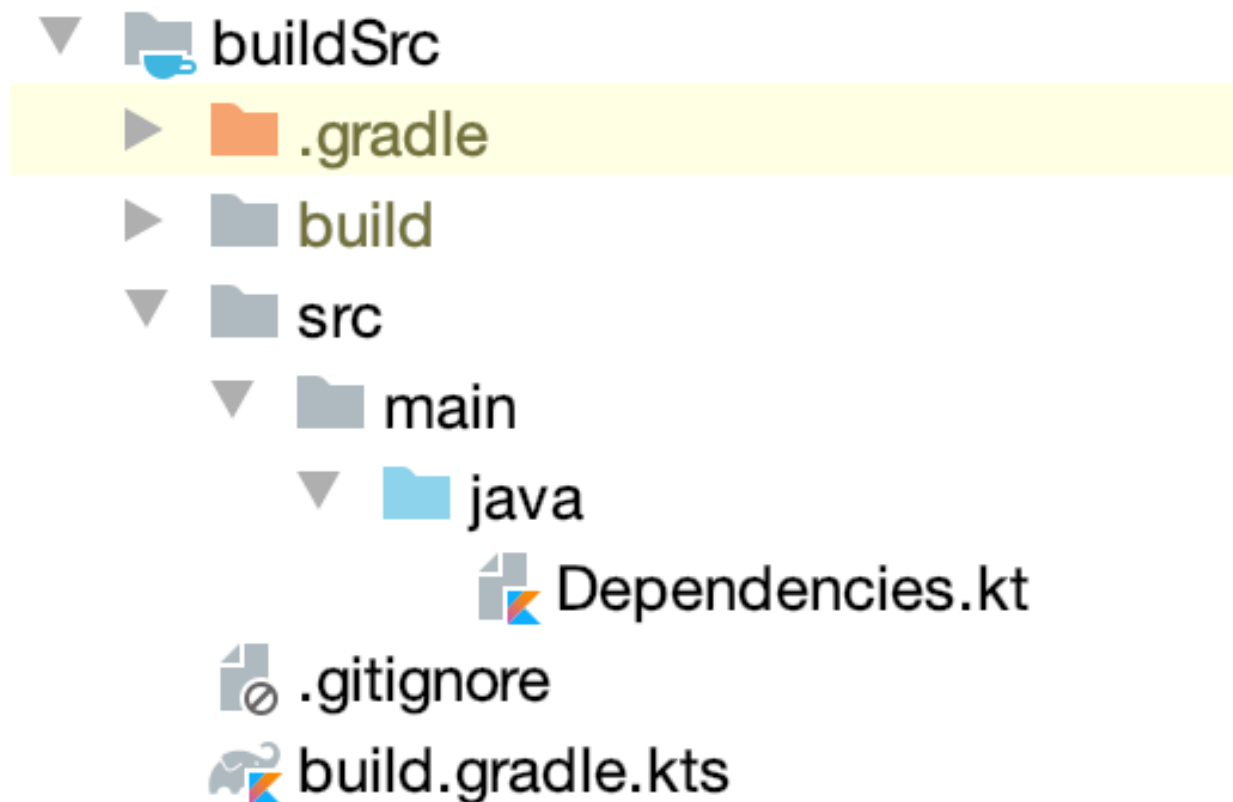 buildSrc
.gradle
build
src
main
java
Dependencies.kt
.gitignore
build.gradle.kts